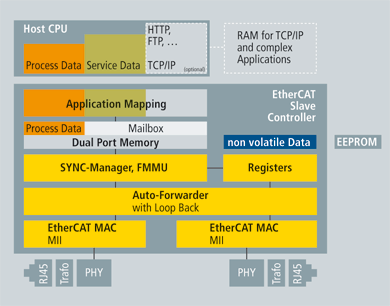 Host CPU
HTTP,
FTP, ...
Process Data
Service Data
TCP/IP
(optional)
RAM for TCP/IP
and complex
Applications
Application Mapping
EtherCAT
Slave
Controller
Process Data
Mailbox
Dual Port Memory
non volatile Data
EEPROM
SYNC-Manager, FMMU
Registers
Auto-Forwarder
with Loop Back
EtherCAT MAC
MII
EtherCAT MAC
MII
RJ45
Trafo
PHY
PHY
Trafo
RJ45